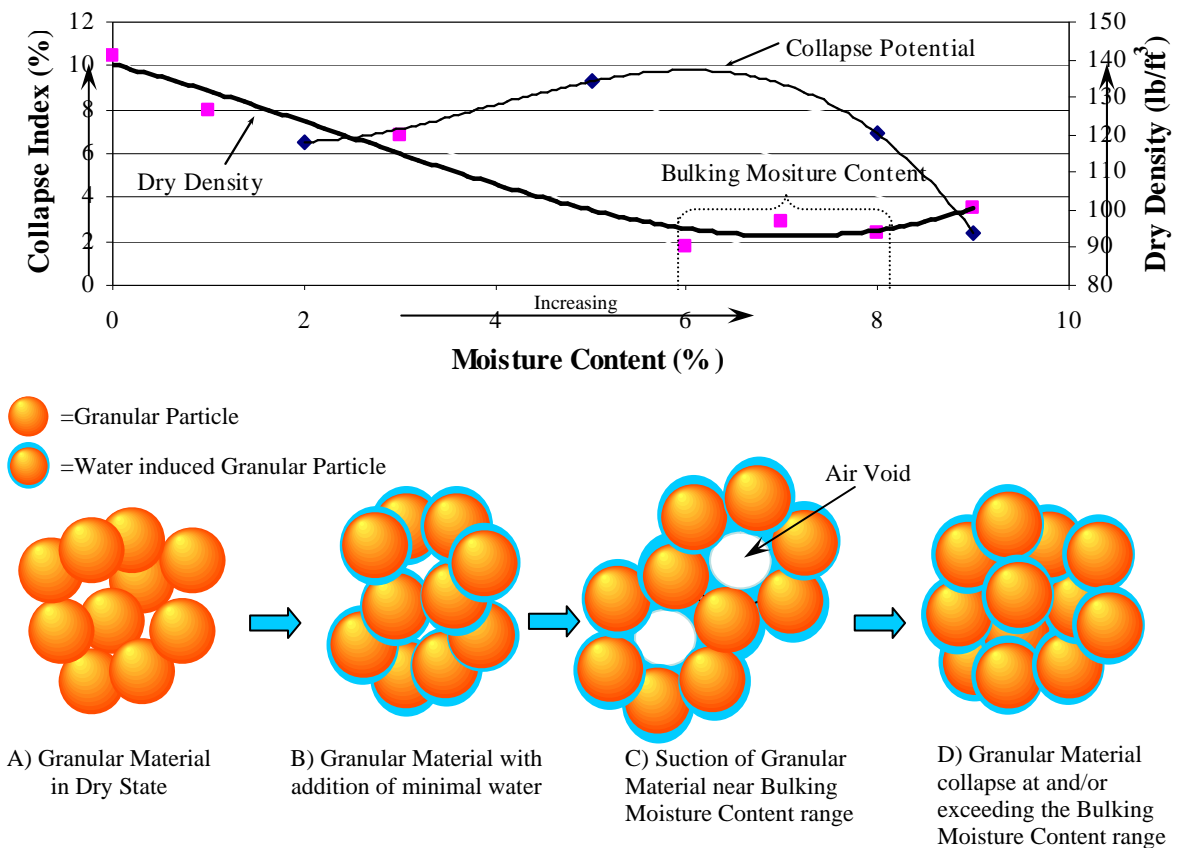 12
10
8
6
4
2
0
Collapse Index (%)
150
140
130
120
110
100
90
80
Dry Density (lb/ft³)
Collapse Potential
Dry Density
Bulking Mositure Content
Increasing
0
2
4
6
8
10
Moisture Content (%)
=Granular Particle
=Water induced Granular Particle
Air Void
A) Granular Material
in Dry State
B) Granular Material with
addition of minimal water
C) Suction of Granular
Material near Bulking
Moisture Content range
D) Granular Material
collapse at and/or
exceeding the Bulking
Moisture Content range